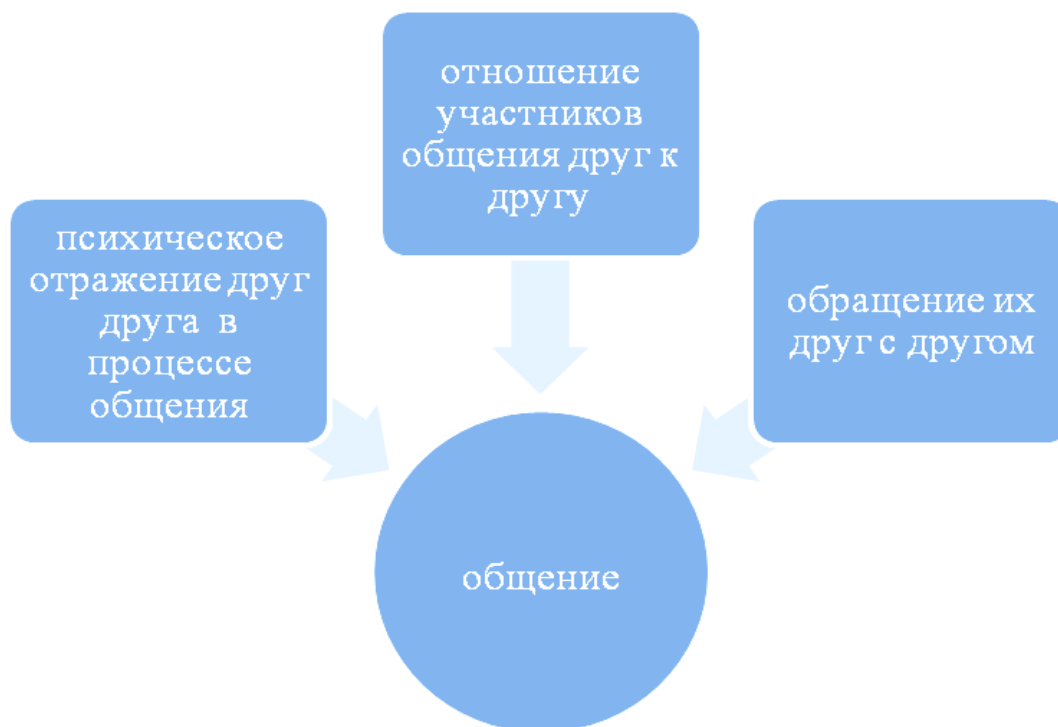 отношение
участников
общения друг к
другу
психическое
отражение друг
друга в
процессе
общения
обращение их
друг с другом
общение